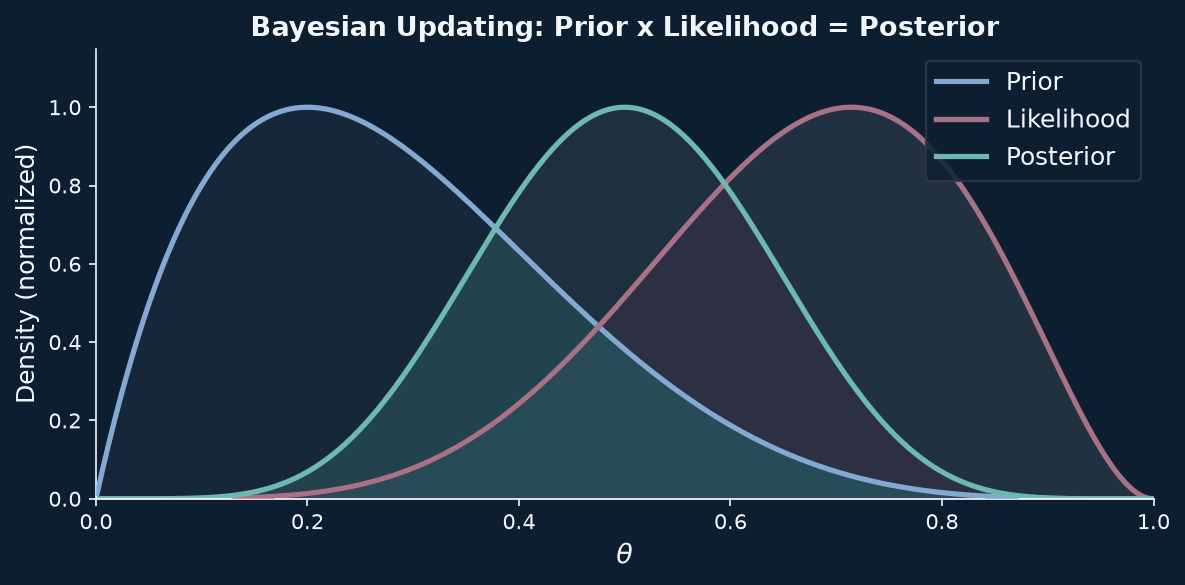 Bayesian Updating: Prior x Likelihood = Posterior
Prior
Likelihood
Posterior
Density (normalized)
1.0
0.8
0.6
0.4
0.2
0.0
0.0 0.2 0.4 0.6 0.8 1.0
θ